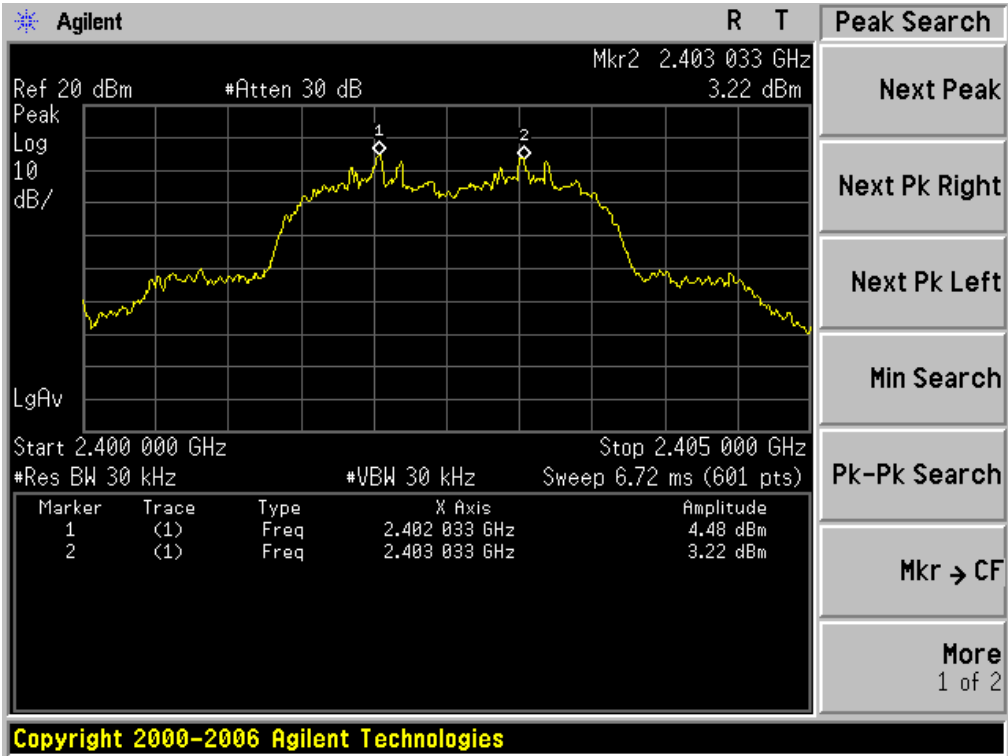 Agilent R T Peak Search
Mkr2 2.403 033 GHz
Ref 20 dBm #Atten 30 dB 3.22 dBm
Peak
Log
10
dB/
1 2
LgAv
Start 2.400 000 GHz Stop 2.405 000 GHz
#Res BW 30 kHz #VBW 30 kHz Sweep 6.72 ms (601 pts)
Marker Trace Type X Axis Amplitude
1 (1) Freq 2.402 033 GHz 4.48 dBm
2 (1) Freq 2.403 033 GHz 3.22 dBm
Next Peak
Next Pk Right
Next Pk Left
Min Search
Pk-Pk Search
Mkr → CF
More
1 of 2
Copyright 2000-2006 Agilent Technologies